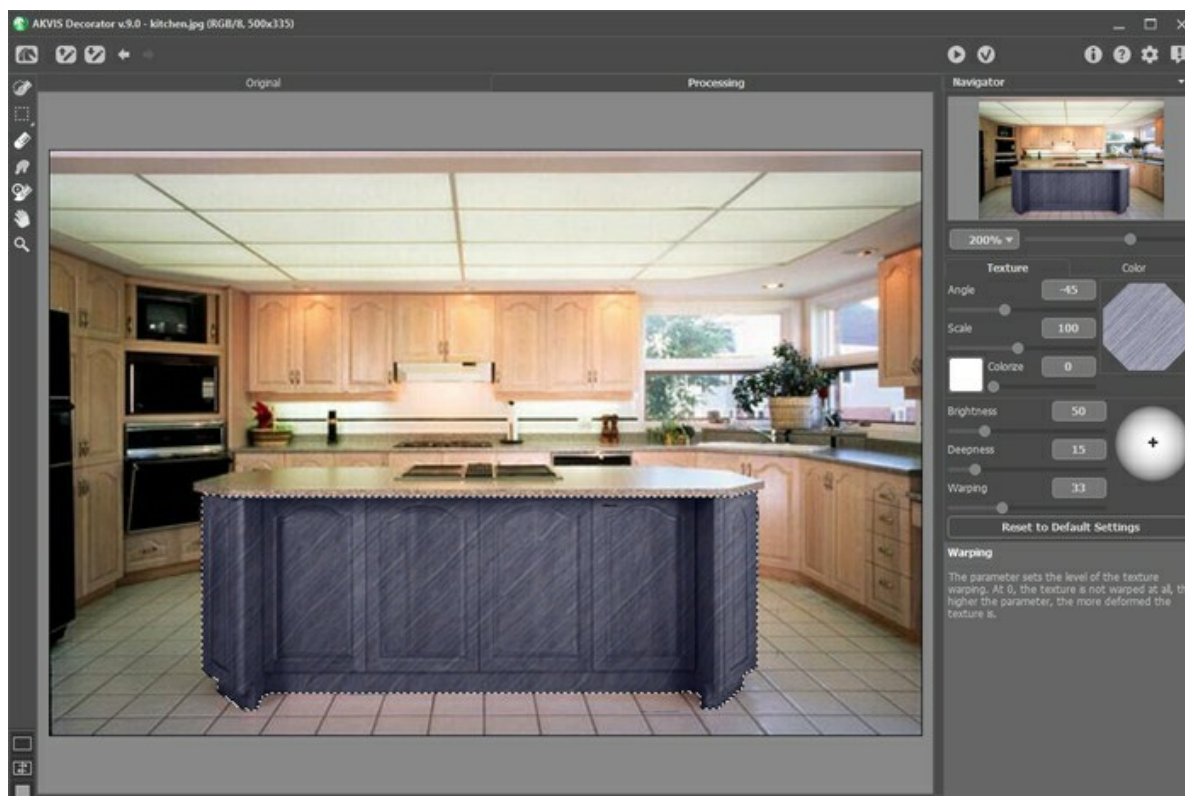 AKVIS Decorator v.9.0 - kitchen.jpg (RGB/8, 500x335)
Original
Processing
Navigator
200%
Texture
Color
Angle
-45
Scale
100
Colorize
0
Brightness
50
Deepness
15
Warping
33
Reset to Default Settings
Warping
The parameter sets the level of the texture
warping. At 0, the texture is not warped at all, th
higher the parameter, the more deformed the
texture is.